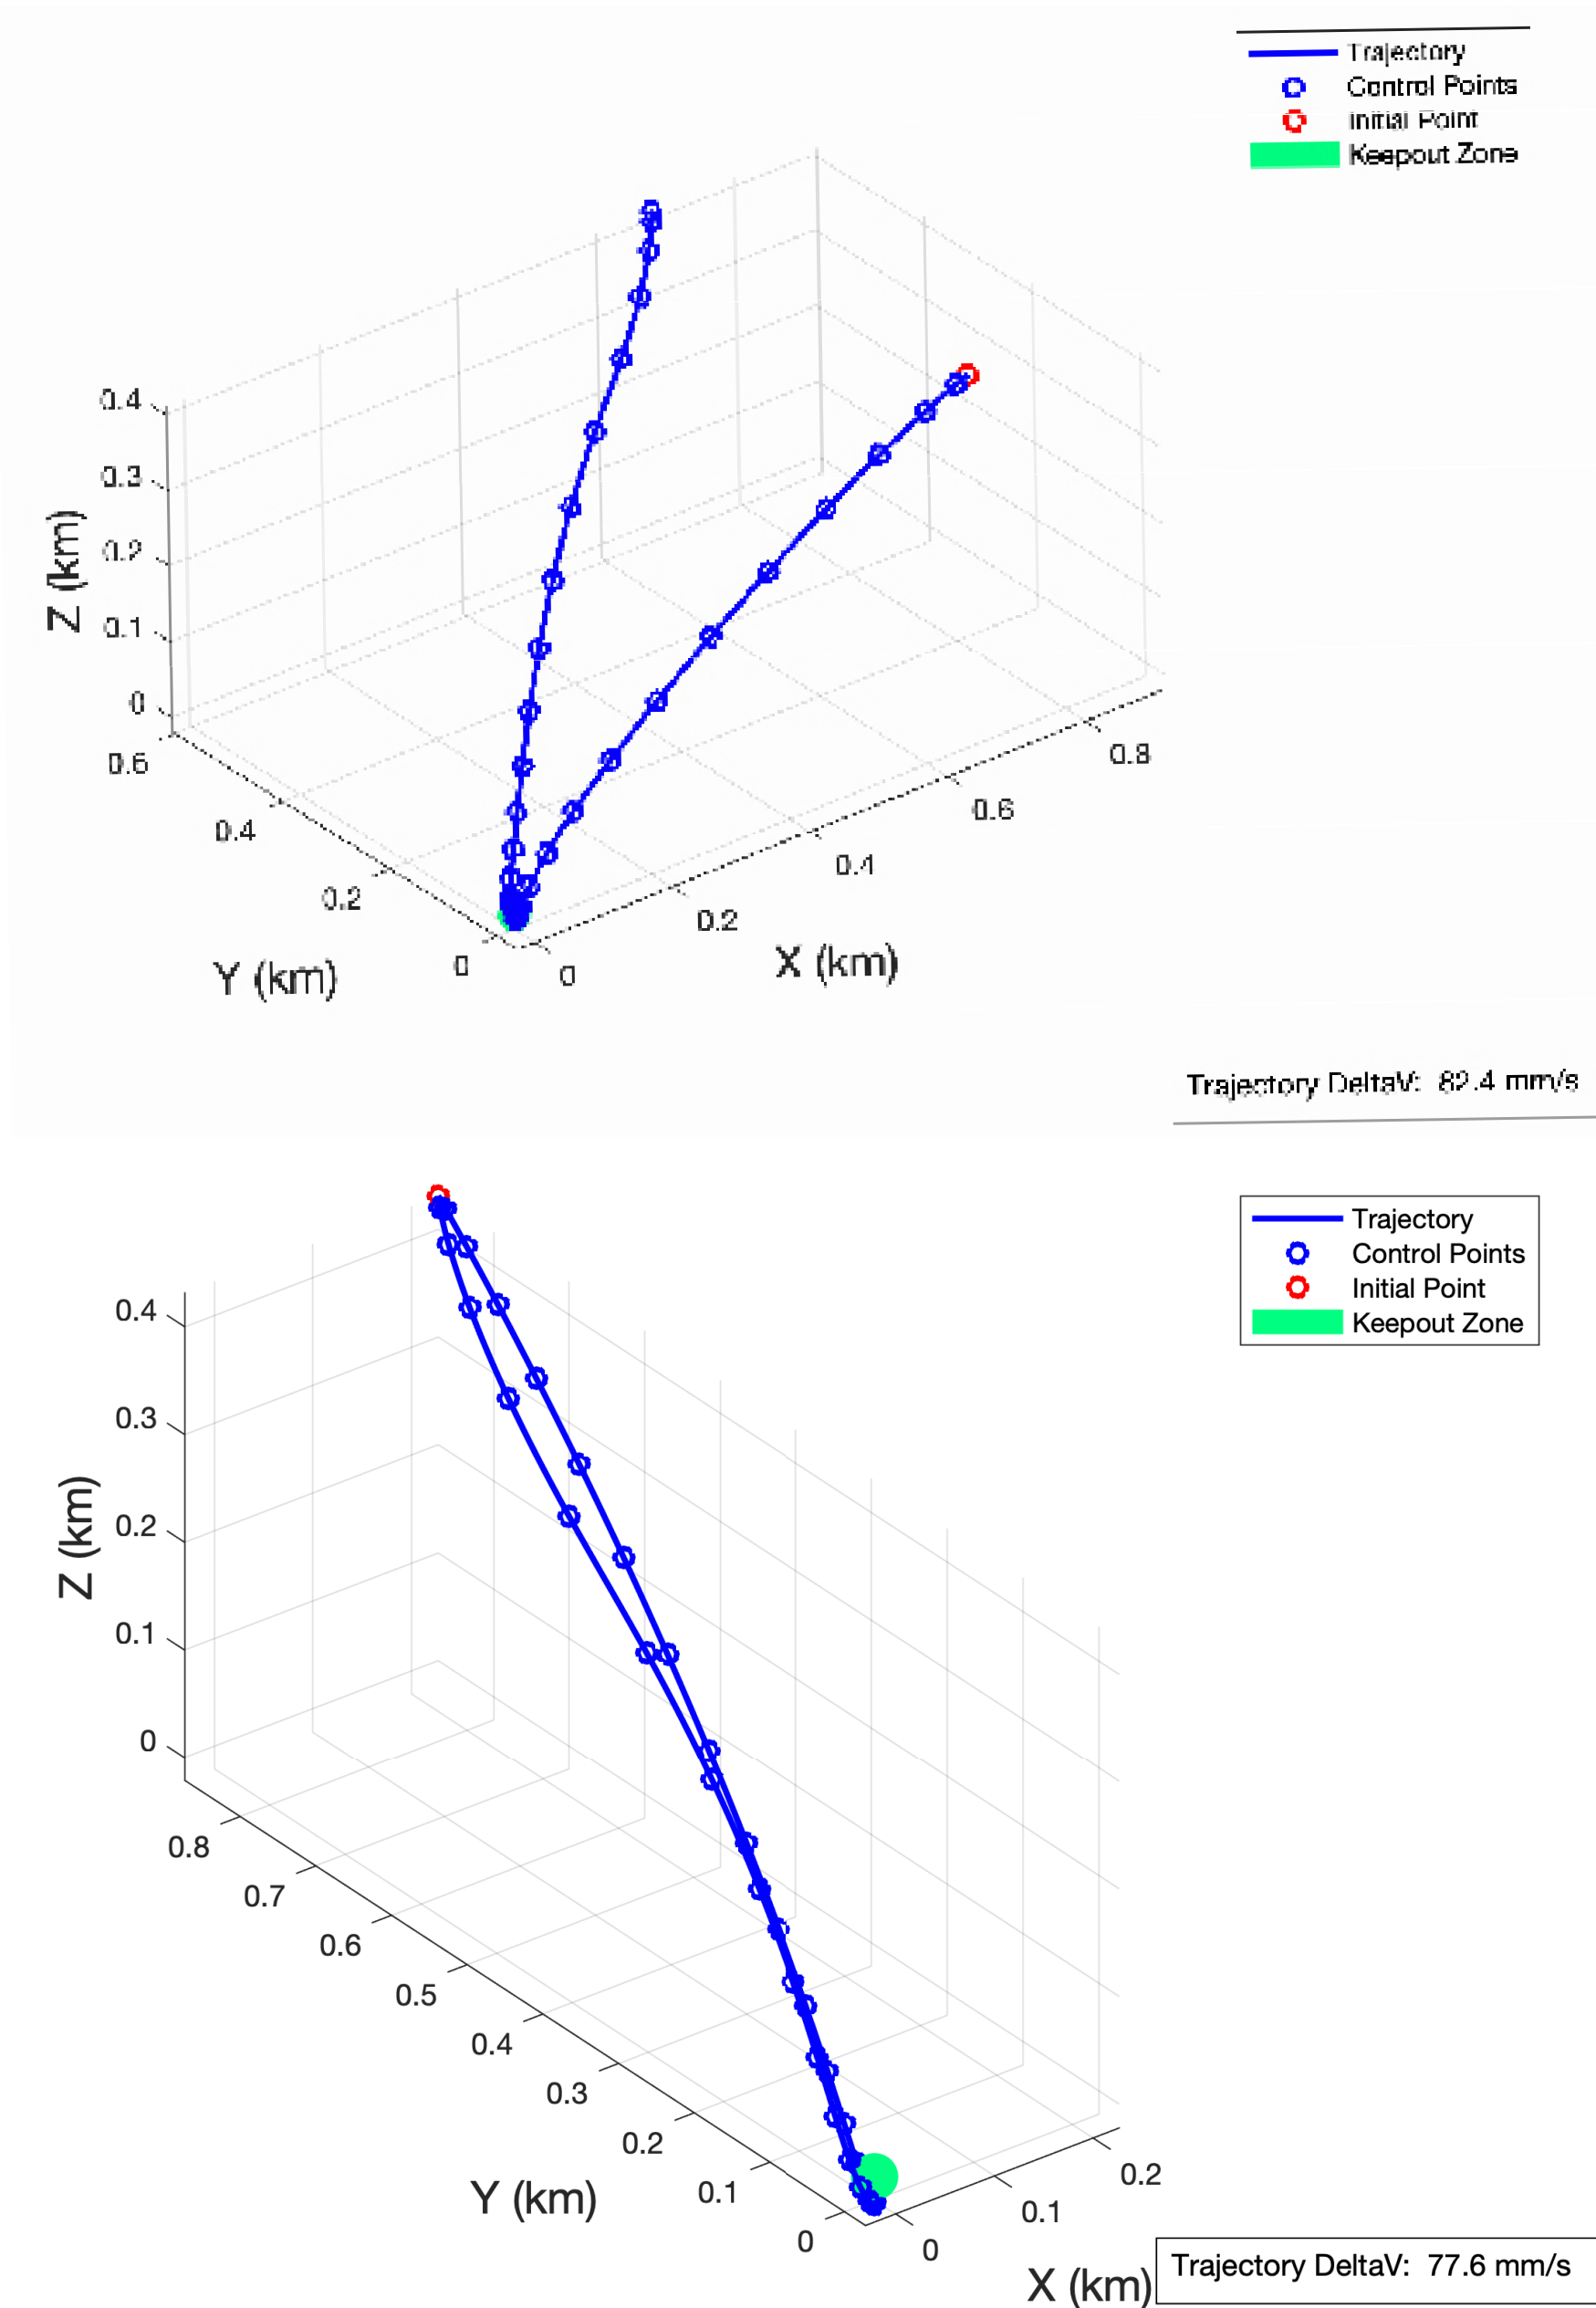 Trajectory
Control Points
Initial Point
Keepout Zone
0.4
0.3
0.2
0.1
0
Z (km)
0.6
0.4
0.2
0
Y (km)
0
0.2
0.4
0.6
0.8
X (km)
Trajectory DeltaV: 82.4 mm/s
Trajectory
Control Points
Initial Point
Keepout Zone
0.4
0.3
0.2
0.1
0
Z (km)
0.8
0.7
0.6
0.5
0.4
0.3
0.2
0.1
0
Y (km)
0
0.1
0.2
X (km)
Trajectory DeltaV: 77.6 mm/s